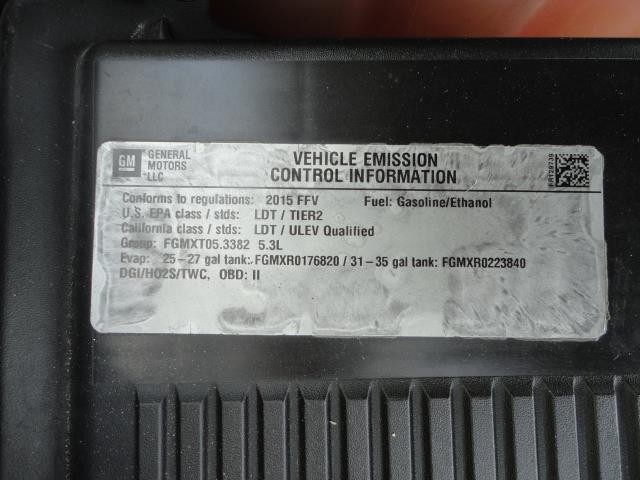 GM
GENERAL
MOTORS
LLC
VEHICLE EMISSION
CONTROL INFORMATION
Conforms to regulations: 2015 FFV Fuel: Gasoline/Ethanol
U.S. EPA class / stds: LDT / TIER2
California class / stds: LDT / ULEV Qualified
Group: FGMXT05.3382 5.3L
Evap: 25–27 gal tank: FGMXR0176820 / 31–35 gal tank: FGMXR0223840
DGI/HO2S/TWC, OBD: II